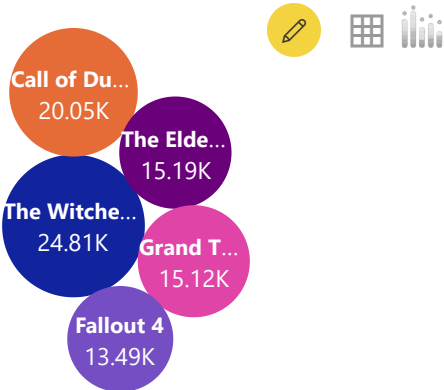 Call of Du...
20.05K
The Elde...
15.19K
The Witche...
24.81K
Grand T...
15.12K
Fallout 4
13.49K